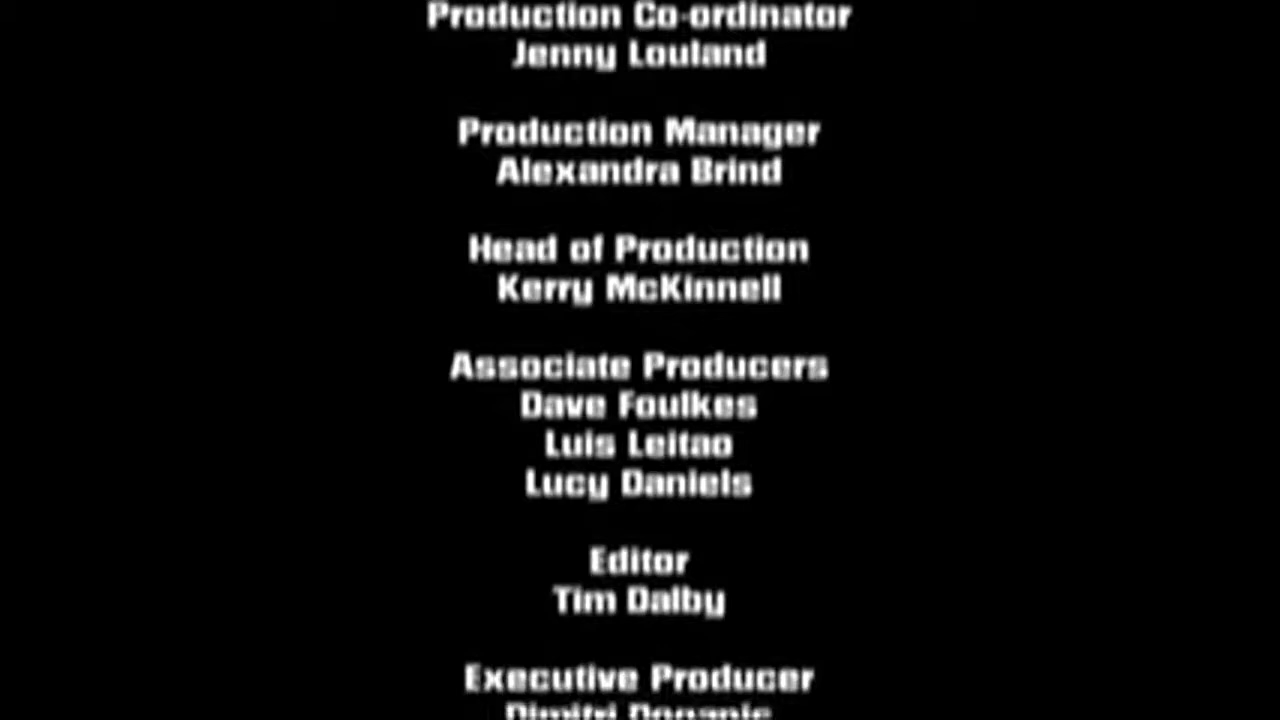 Production Co-ordinator
Jenny Louland
Production Manager
Alexandra Brind
Head of Production
Kerry McKinnell
Associate Producers
Dave Foulkes
Luis Leitao
Lucy Daniels
Editor
Tim Dalby
Executive Producer
Dimitri